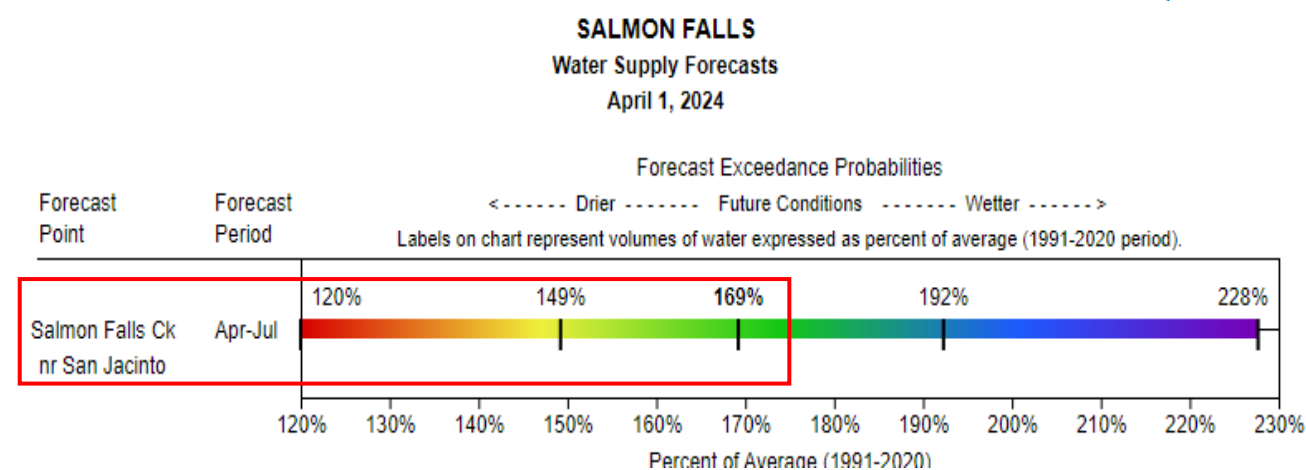 SALMON FALLS
Water Supply Forecasts
April 1, 2024
Forecast Exceedance Probabilities
Forecast Forecast <- - - - - - Drier - - - - - - - Future Conditions - - - - - - - Wetter - - - - - ->
Point Period Labels on chart represent volumes of water expressed as percent of average (1991-2020 period).
120% 149% 169% 192% 228%
Salmon Falls Ck Apr-Jul
nr San Jacinto
120% 130% 140% 150% 160% 170% 180% 190% 200% 210% 220% 230%
Percent of Average (1991-2020)